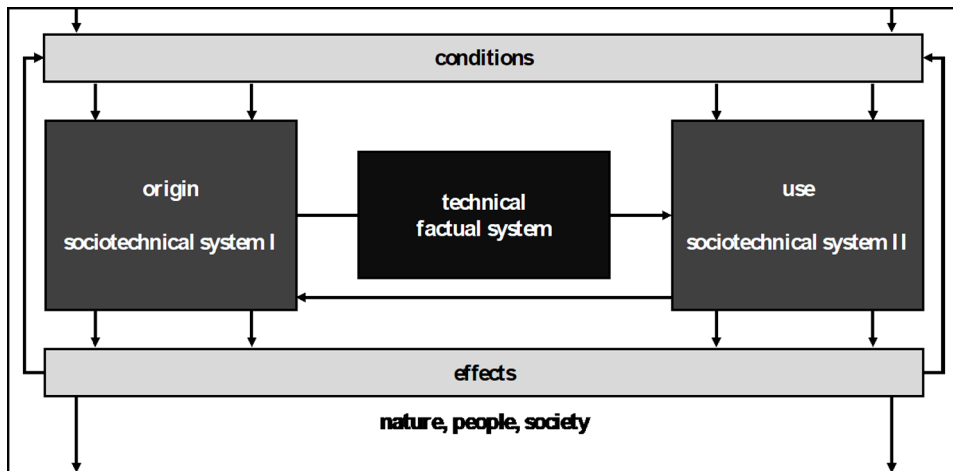 conditions
origin
sociotechnical system I
technical
factual system
use
sociotechnical system II
effects
nature, people, society